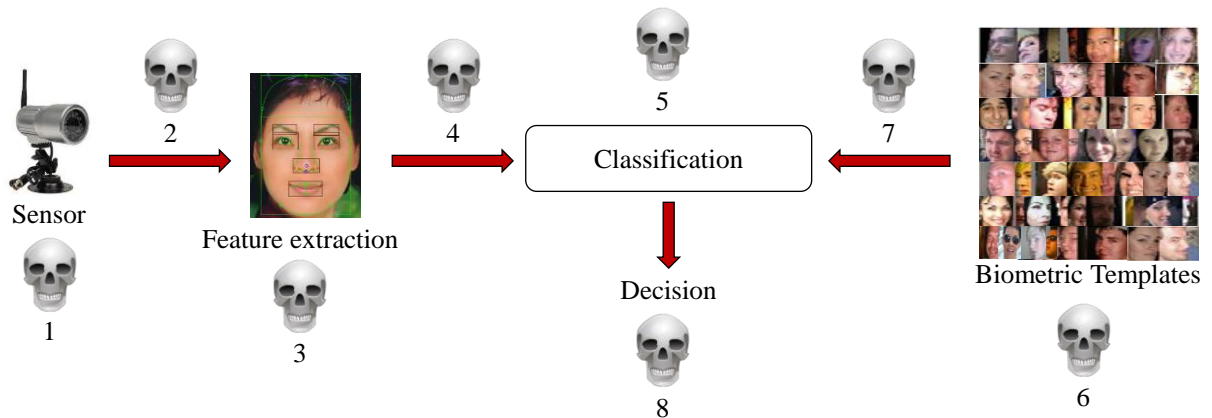 5
2
4
7
Classification
Sensor
Feature extraction
Decision
Biometric Templates
1
3
8
6